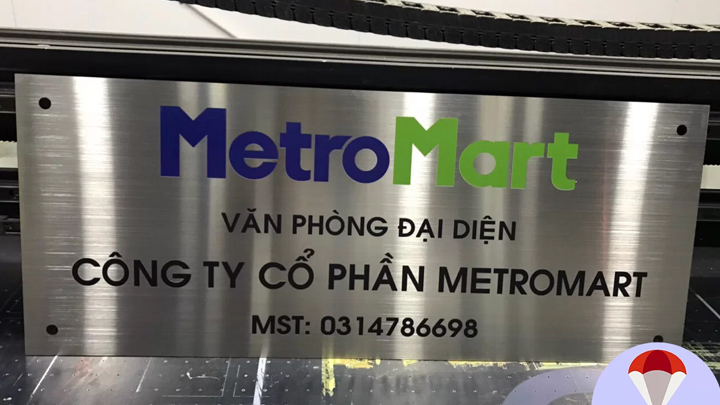 MetroMart
VĂN PHÒNG ĐẠI DIỆN
CÔNG TY CỔ PHẦN METROMART
MST: 0314786698